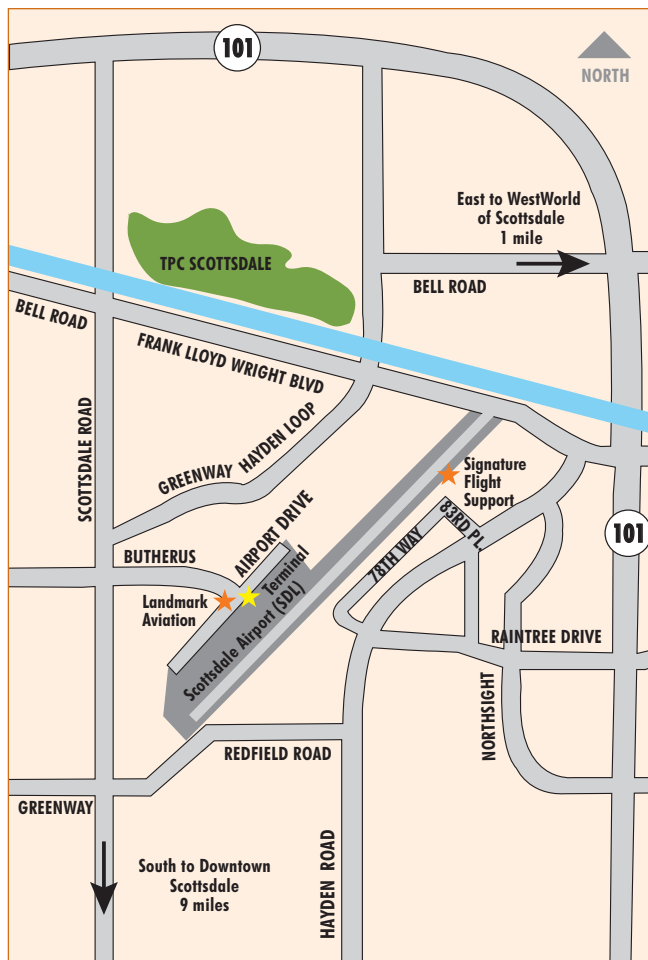 101
NORTH
East to WestWorld
of Scottsdale
1 mile
TPC SCOTTSDALE
BELL ROAD
BELL ROAD
FRANK LLOYD WRIGHT BLVD
SCOTTSDALE ROAD
GREENWAY HAYDEN LOOP
Signature
Flight
Support
AIRPORT DRIVE
83RD PL.
78TH WAY
101
BUTHERUS
Terminal
Landmark
Aviation
Scottsdale Airport (SDL)
RAINTREE DRIVE
NORTHSIGHT
REDFIELD ROAD
GREENWAY
HAYDEN ROAD
South to Downtown
Scottsdale
9 miles